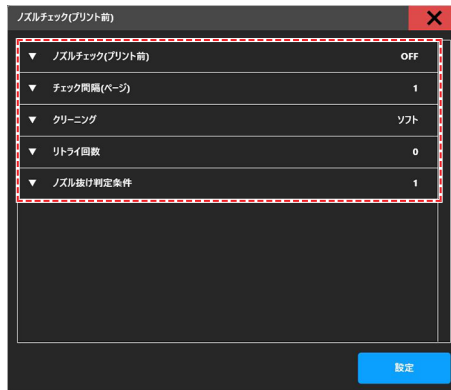 ノズルチェック(プリント前)
▼ ノズルチェック(プリント前) OFF
▼ チェック間隔(ページ) 1
▼ クリーニング ソフト
▼ リトライ回数 0
▼ ノズル抜け判定条件 1
設定